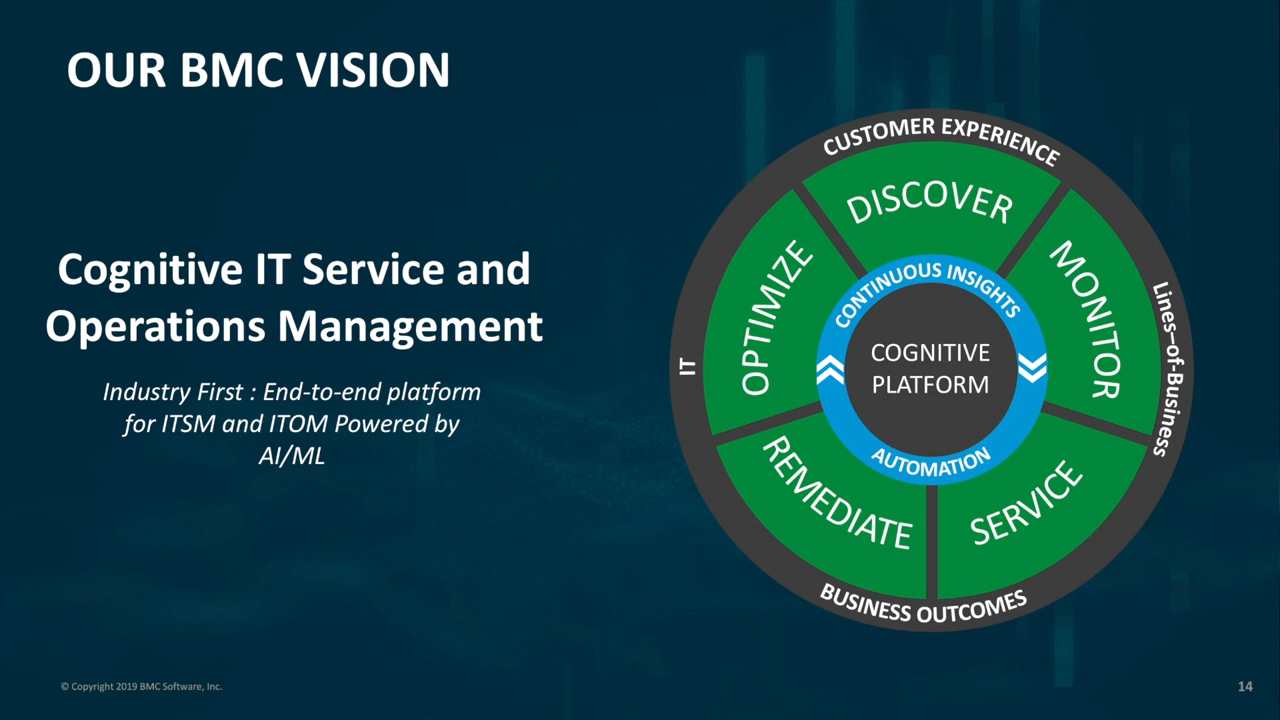 OUR BMC VISION
Cognitive IT Service and
Operations Management
Industry First : End-to-end platform
for ITSM and ITOM Powered by
AI/ML
CUSTOMER EXPERIENCE
DISCOVER
OPTIMIZE
MONITOR
CONTINUOUS INSIGHTS
IT
COGNITIVE
PLATFORM
Lines–of-Business
AUTOMATION
REMEDIATE
SERVICE
BUSINESS OUTCOMES
© Copyright 2019 BMC Software, Inc.
14